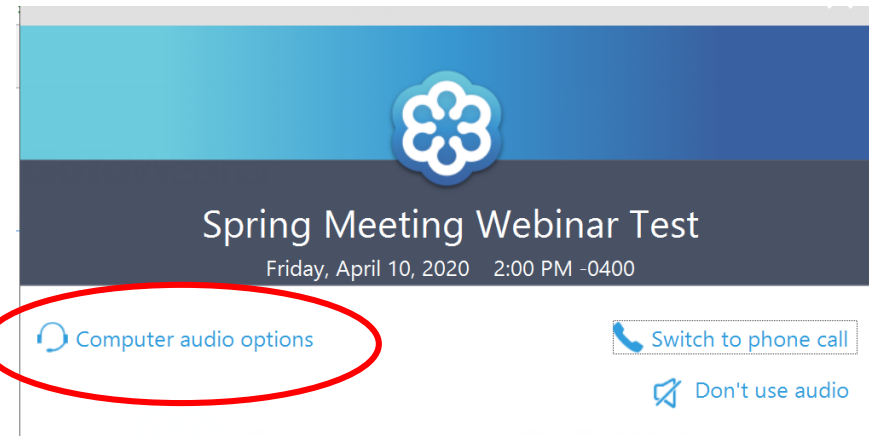 Spring Meeting Webinar Test
Friday, April 10, 2020 2:00 PM -0400
Computer audio options
Switch to phone call
Don't use audio